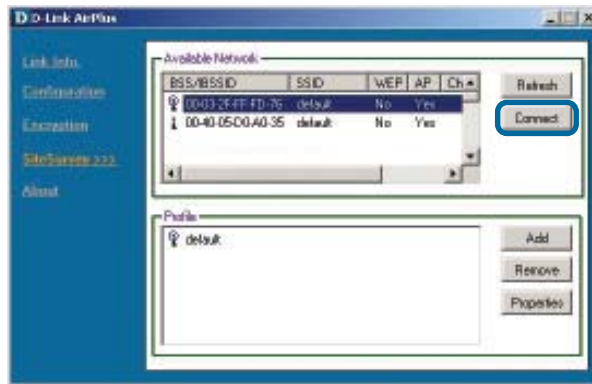 D-Link AirPlus
Link Info.
Configuration
Encryption
SiteSurvey >>>
About
Available Network
BSS/IBSSID SSID WEP AP Ch
00-03-2F-FF-FD-76 default No Yes
00-40-05-D0-A0-35 default No Yes
Refresh
Connect
Profile
default
Add
Remove
Properties